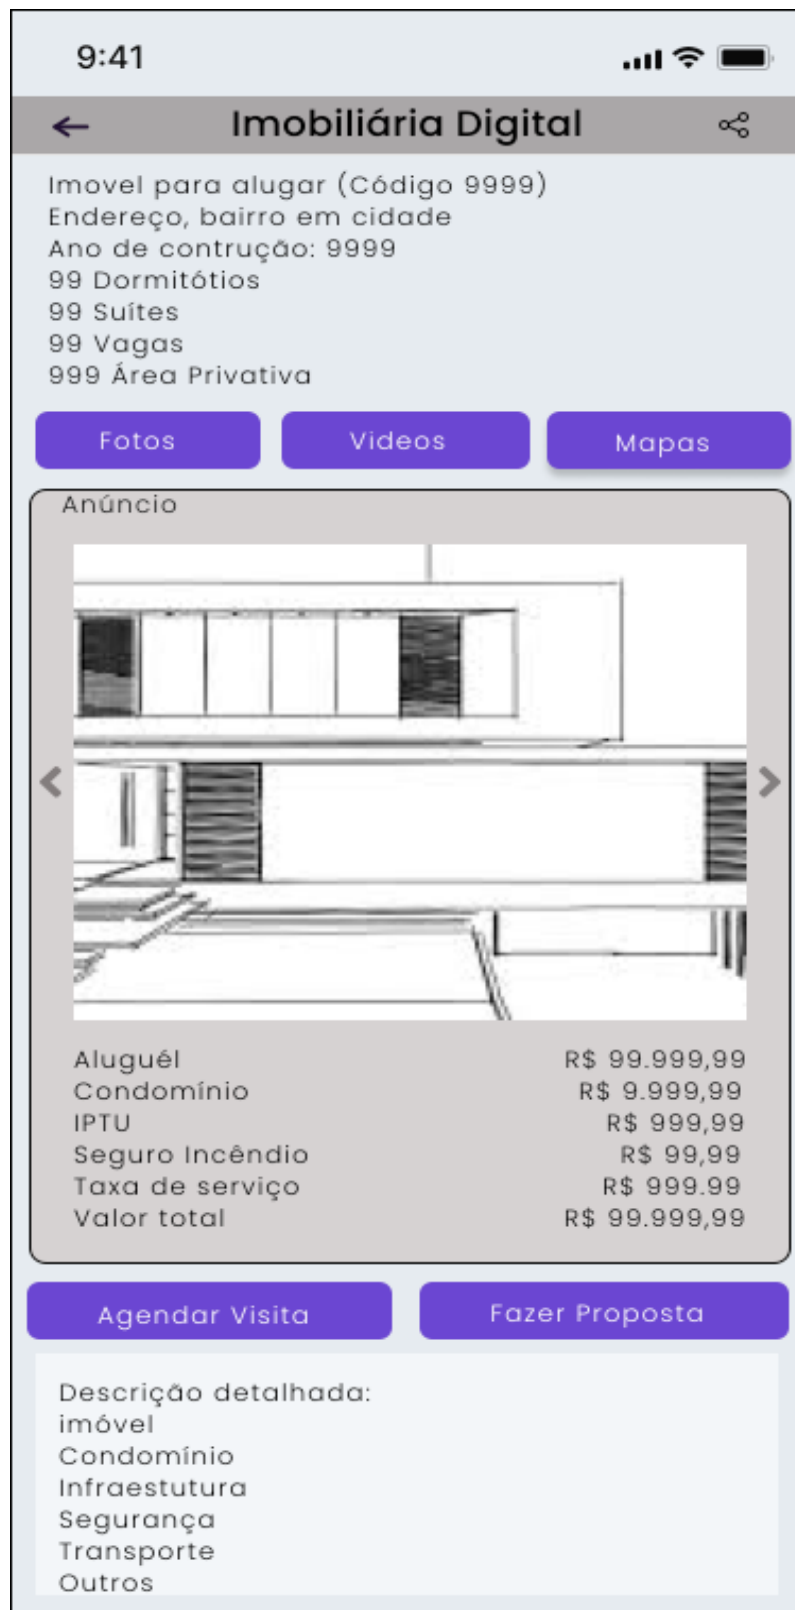 9:41
Imobiliária Digital
Imovel para alugar (Código 9999)
Endereço, bairro em cidade
Ano de contrução: 9999
99 Dormitótios
99 Suítes
99 Vagas
999 Área Privativa
Fotos Videos Mapas
Anúncio
Aluguél R$ 99.999,99
Condomínio R$ 9.999,99
IPTU R$ 999,99
Seguro Incêndio R$ 99,99
Taxa de serviço R$ 999.99
Valor total R$ 99.999,99
Agendar Visita Fazer Proposta
Descrição detalhada:
imóvel
Condomínio
Infraestutura
Segurança
Transporte
Outros